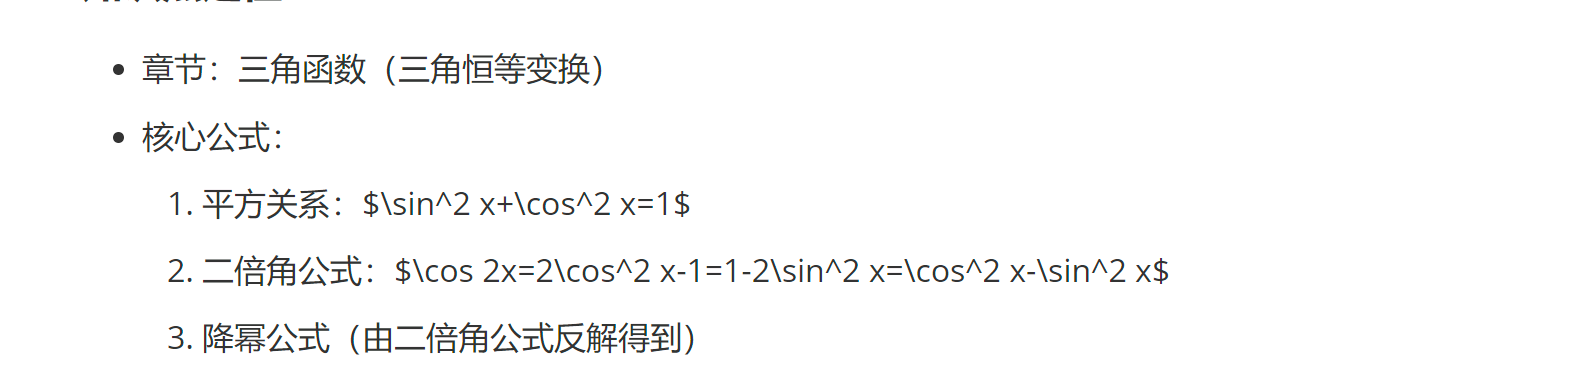 • 章节：三角函数（三角恒等变换）
• 核心公式：
1. 平方关系：$\sin^2 x+\cos^2 x=1$
2. 二倍角公式：$\cos 2x=2\cos^2 x-1=1-2\sin^2 x=\cos^2 x-\sin^2 x$
3. 降幂公式（由二倍角公式反解得到）